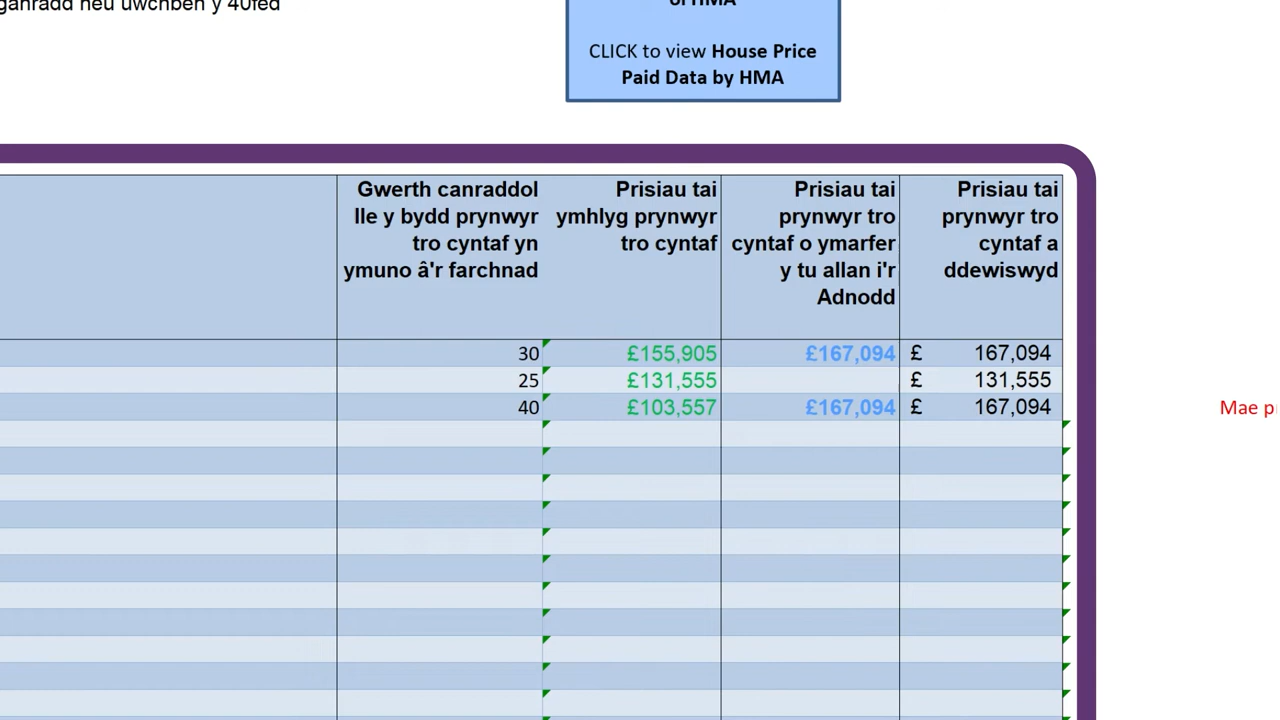 neu uwchben y 40fed
CLICK to view House Price
Paid Data by HMA
Gwerth canraddol
lle y bydd prynwyr
tro cyntaf yn
ymuno â'r farchnad
Prisiau tai
ymhlyg prynwyr
tro cyntaf
Prisiau tai
prynwyr tro
cyntaf o ymarfer
y tu allan i'r
Adnodd
Prisiau tai
prynwyr tro
cyntaf a
ddewiswyd
30 £155,905 £167,094 £ 167,094
25 £131,555 £ 131,555
40 £103,557 £167,094 £ 167,094
Mae